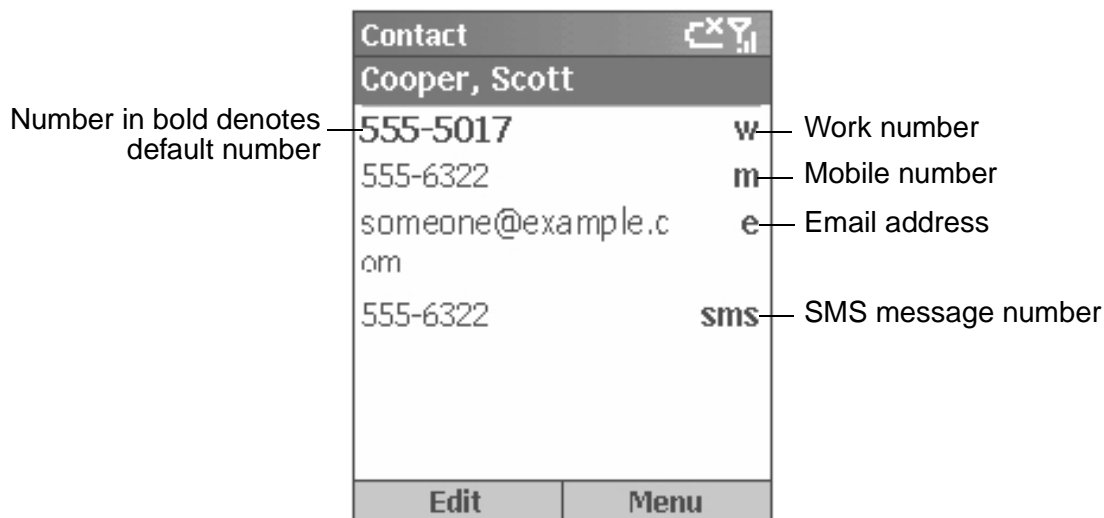 Contact
Cooper, Scott
Number in bold denotes
default number
555-5017 w Work number
555-6322 m Mobile number
someone@example.c e Email address
om
555-6322 sms SMS message number
Edit Menu